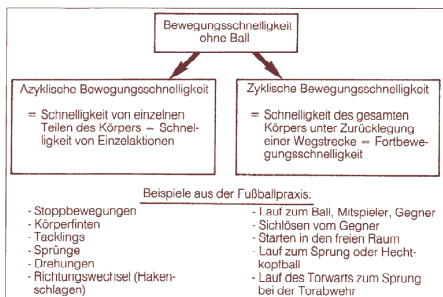 Bewegungsschnelligkeit
ohne Ball
Azyklische Bewegungsschnelligkeit
= Schnelligkeit von einzelnen
Teilen des Körpers = Schnel-
ligkeit von Einzelaktionen
Zyklische Bewegungsschnelligkeit
= Schnelligkeit des gesamten
Körpers unter Zurücklegung
einer Wegstrecke = Fortbewe-
gungsschnelligkeit
Beispiele aus der Fußballpraxis:
- Stoppbewegungen
- Körperfinten
- Tacklings
- Sprünge
- Drehungen
- Richtungswechsel (Haken-
schlagen)
- Lauf zum Ball, Mitspieler, Gegner
- Sichlösen vom Gegner
- Starten in den freien Raum
- Lauf zum Sprung oder Hecht-
kopfball
- Lauf des Torwarts zum Sprung
bei der Torabwehr